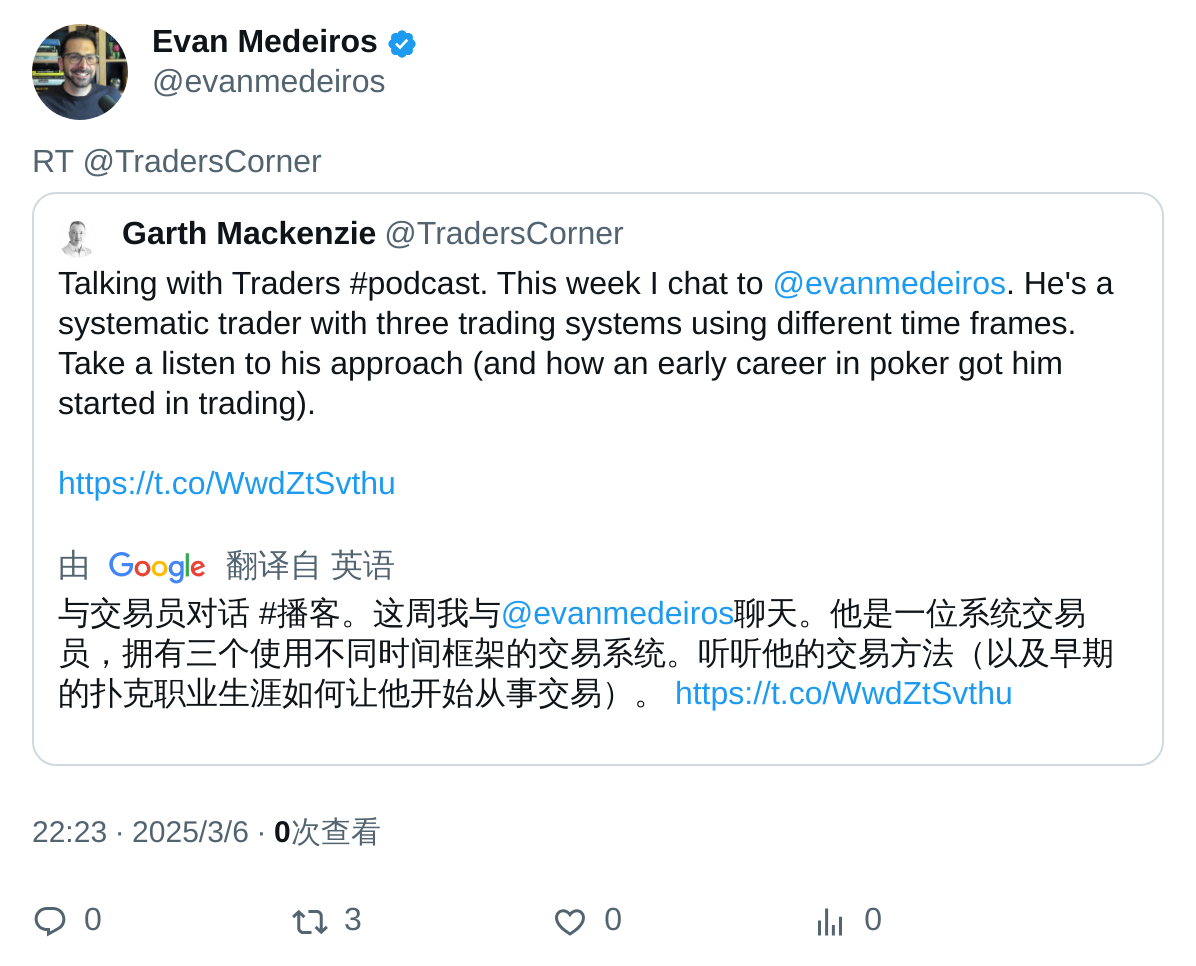 Evan Medeiros
@evanmedeiros
RT @TradersCorner
Garth Mackenzie @TradersCorner
Talking with Traders #podcast. This week I chat to @evanmedeiros. He's a
systematic trader with three trading systems using different time frames.
Take a listen to his approach (and how an early career in poker got him
started in trading).
https://t.co/WwdZtSvthu
由 Google 翻译自 英语
与交易员对话 #播客。这周我与@evanmedeiros聊天。他是一位系统交易
员，拥有三个使用不同时间框架的交易系统。听听他的交易方法（以及早期
的扑克职业生涯如何让他开始从事交易）。 https://t.co/WwdZtSvthu
22:23 · 2025/3/6 · 0次查看
0 3 0 0